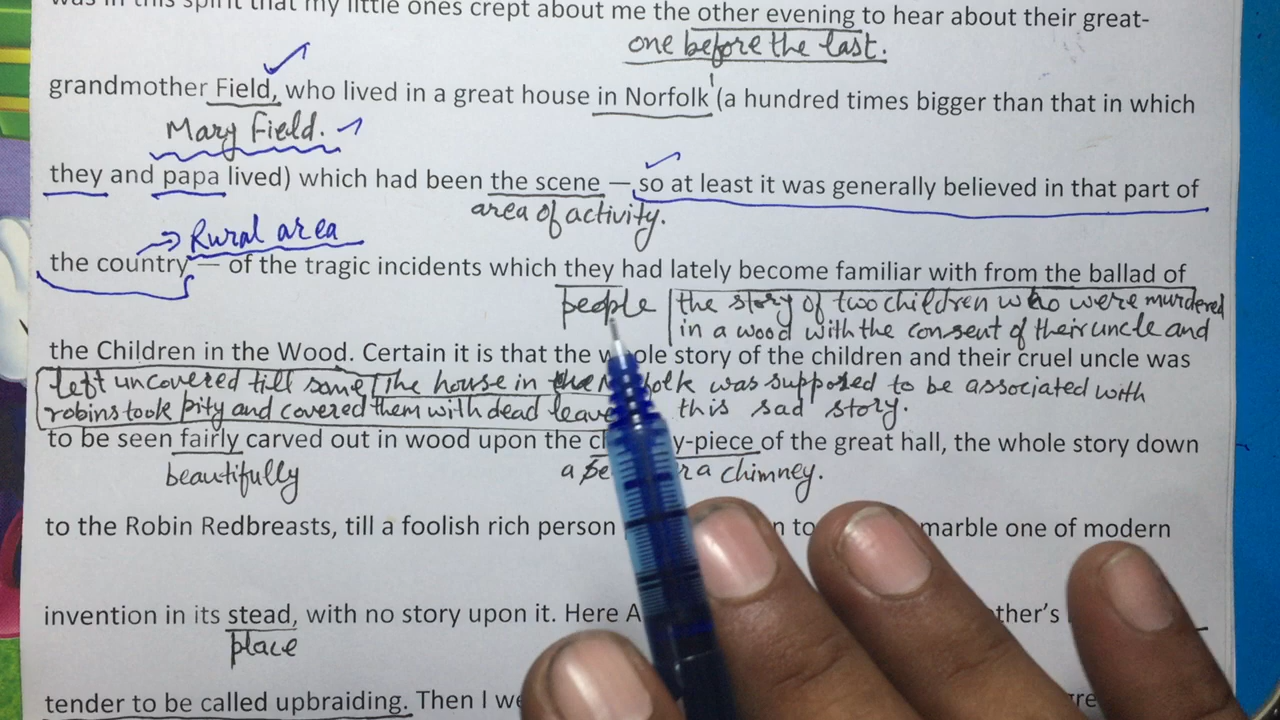 was in this spirit that my little ones crept about me the other evening to hear about their great-
one before the last.
grandmother Field, who lived in a great house in Norfolk (a hundred times bigger than that in which
Mary Field.
they and papa lived) which had been the scene — so at least it was generally believed in that part of
area of activity.
→ Rural area
the country — of the tragic incidents which they had lately become familiar with from the ballad of
people the story of two children who were murdered
in a wood with the consent of their uncle and
the Children in the Wood. Certain it is that the whole story of the children and their cruel uncle was
left uncovered till some The house in the folk was supposed to be associated with
robins took pity and covered them with dead leave this sad story.
to be seen fairly carved out in wood upon the y-piece of the great hall, the whole story down
beautifully a chimney.
to the Robin Redbreasts, till a foolish rich person marble one of modern
invention in its stead, with no story upon it. Here ther's
place
tender to be called upbraiding. Then I we